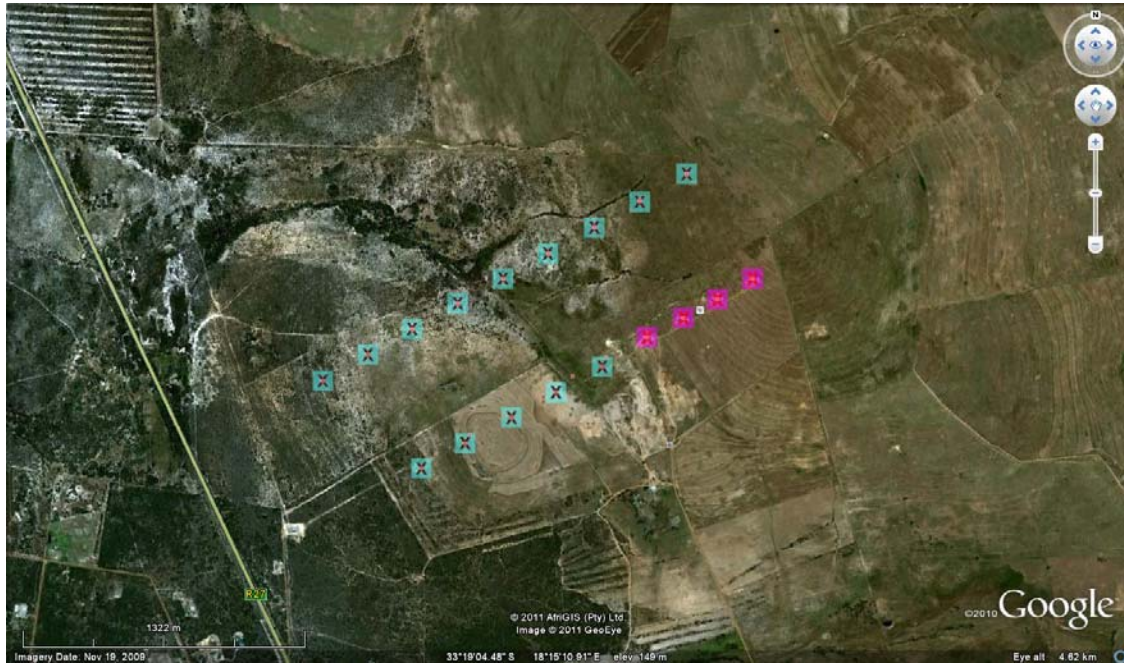 N
R27
1322 m
© 2011 AfriGIS (Pty) Ltd.
Image © 2011 GeoEye
©2010 Google
Imagery Date: Nov 19, 2009
33°19'04.48" S 18°15'10.91" E elev 149 m
Eye alt 4.62 km